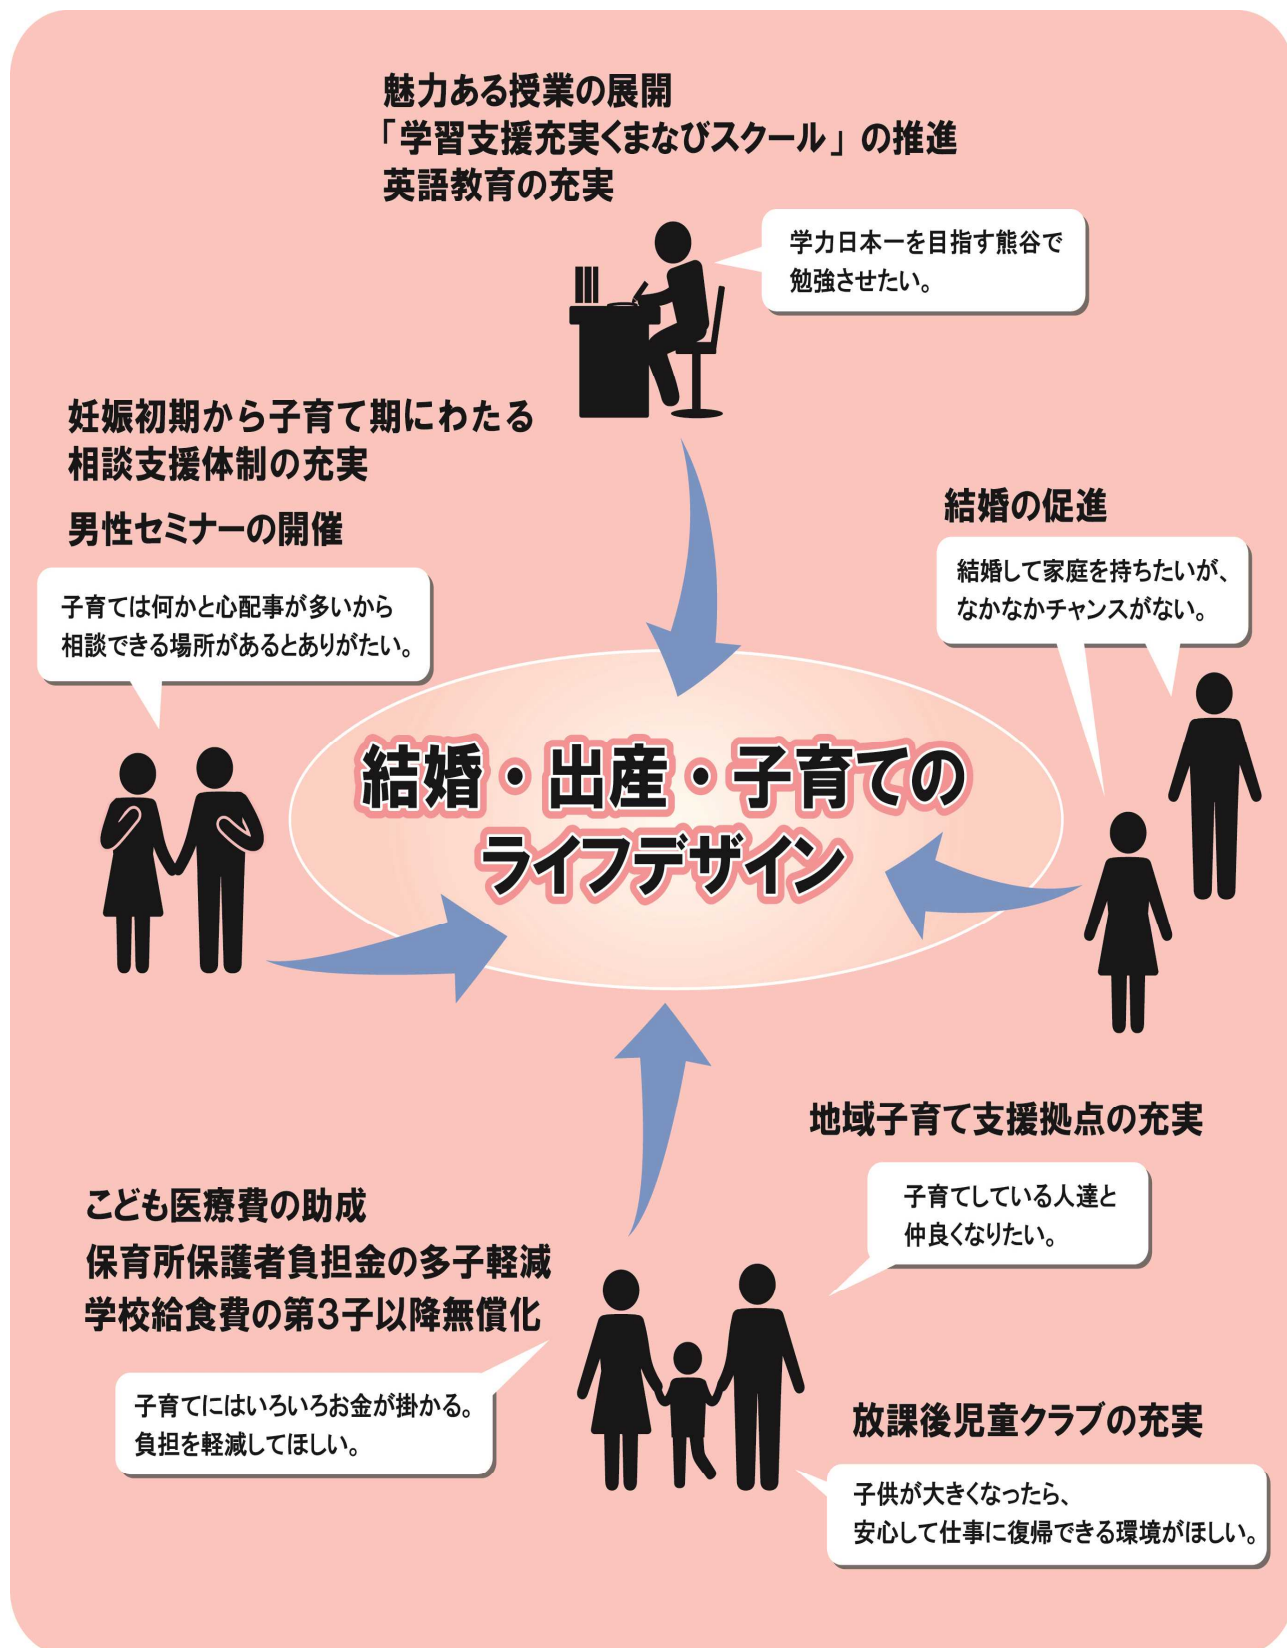 魅力ある授業の展開
「学習支援充実くまなびスクール」の推進
英語教育の充実
学力日本一を目指す熊谷で
勉強させたい。
妊娠初期から子育て期にわたる
相談支援体制の充実
男性セミナーの開催
子育ては何かと心配事が多いから
相談できる場所があるとありがたい。
結婚の促進
結婚して家庭を持ちたいが、
なかなかチャンスがない。
結婚・出産・子育ての
ライフデザイン
地域子育て支援拠点の充実
子育てしている人達と
仲良くなりたい。
こども医療費の助成
保育所保護者負担金の多子軽減
学校給食費の第3子以降無償化
子育てにはいろいろお金が掛かる。
負担を軽減してほしい。
放課後児童クラブの充実
子供が大きくなったら、
安心して仕事に復帰できる環境がほしい。